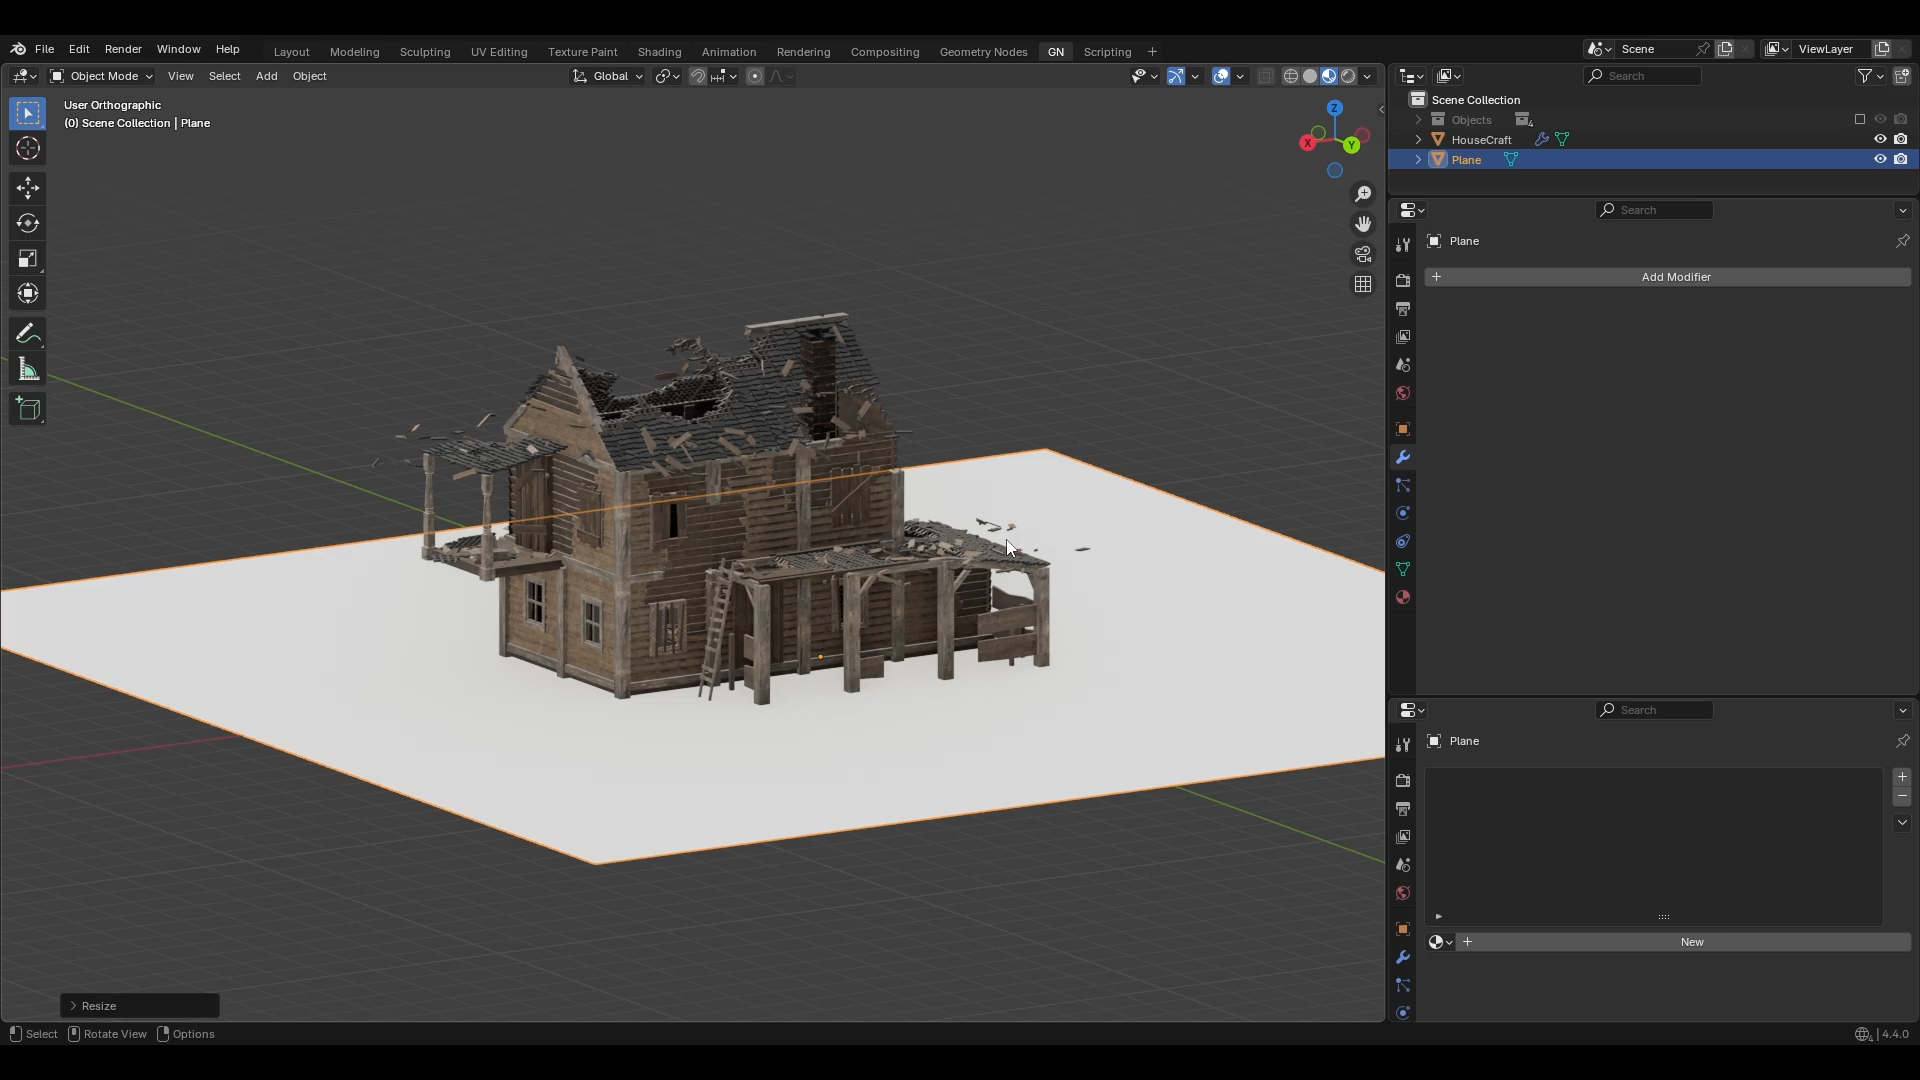 File Edit Render Window Help
Layout Modeling Sculpting UV Editing Texture Paint Shading Animation Rendering Compositing Geometry Nodes GN Scripting
Scene
ViewLayer
Object Mode View Select Add Object
Global
Search
User Orthographic
(0) Scene Collection | Plane
Z
X
Y
Scene Collection
Objects
4
HouseCraft
Plane
Search
Plane
Add Modifier
Search
Plane
New
Resize
Select Rotate View Options
4 | 4.4.0